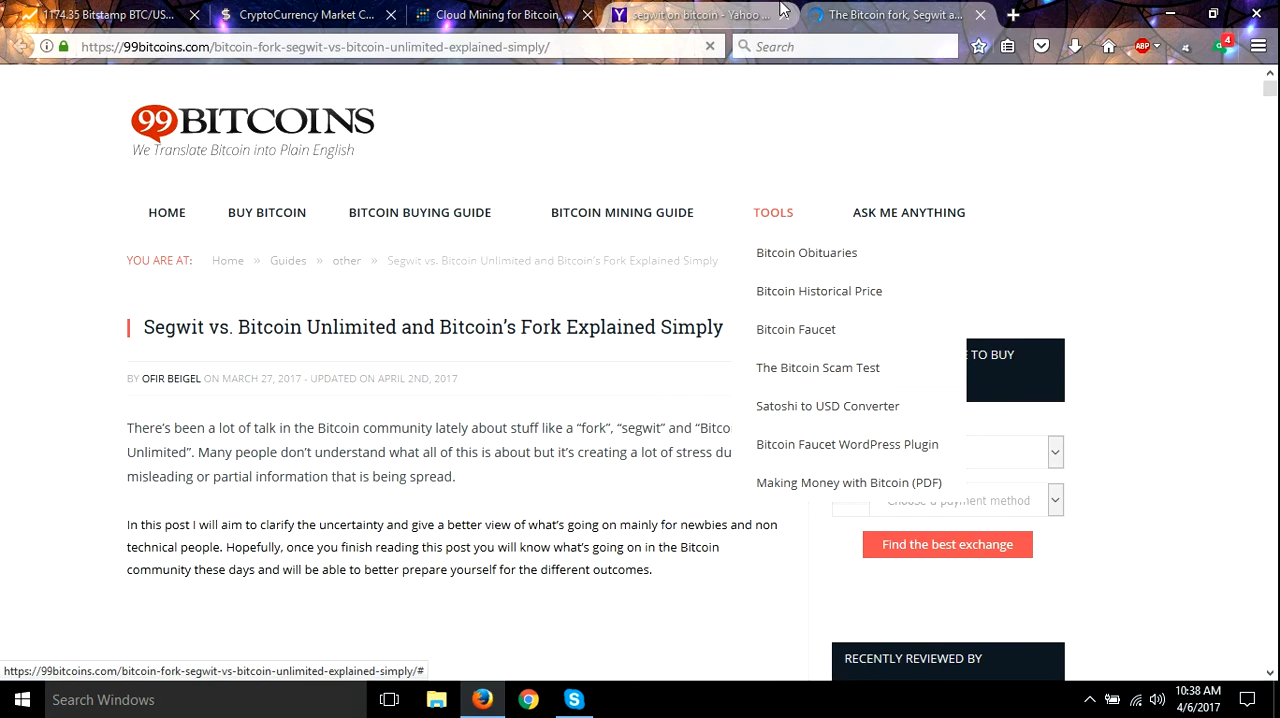 1174.35 Bitstamp BTC/US...
CryptoCurrency Market C...
Cloud Mining for Bitcoin, ...
segwit on bitcoin - Yahoo ...
The Bitcoin fork, Segwit a...
https://99bitcoins.com/bitcoin-fork-segwit-vs-bitcoin-unlimited-explained-simply/
Search
ABP
4
99BITCOINS
We Translate Bitcoin into Plain English
HOME
BUY BITCOIN
BITCOIN BUYING GUIDE
BITCOIN MINING GUIDE
TOOLS
ASK ME ANYTHING
YOU ARE AT: Home » Guides » other » Segwit vs. Bitcoin Unlimited and Bitcoin's Fork Explained Simply
Bitcoin Obituaries
Bitcoin Historical Price
Bitcoin Faucet
The Bitcoin Scam Test
Satoshi to USD Converter
Bitcoin Faucet WordPress Plugin
Making Money with Bitcoin (PDF)
Segwit vs. Bitcoin Unlimited and Bitcoin's Fork Explained Simply
BY OFIR BEIGEL ON MARCH 27, 2017 · UPDATED ON APRIL 2ND, 2017
There's been a lot of talk in the Bitcoin community lately about stuff like a “fork”, “segwit” and “Bitco
Unlimited”. Many people don't understand what all of this is about but it's creating a lot of stress du
misleading or partial information that is being spread.
In this post I will aim to clarify the uncertainty and give a better view of what's going on mainly for newbies and non
technical people. Hopefully, once you finish reading this post you will know what's going on in the Bitcoin
community these days and will be able to better prepare yourself for the different outcomes.
TO BUY
Choose a payment method
Find the best exchange
RECENTLY REVIEWED BY
https://99bitcoins.com/bitcoin-fork-segwit-vs-bitcoin-unlimited-explained-simply/#
Search Windows
10:38 AM
4/6/2017